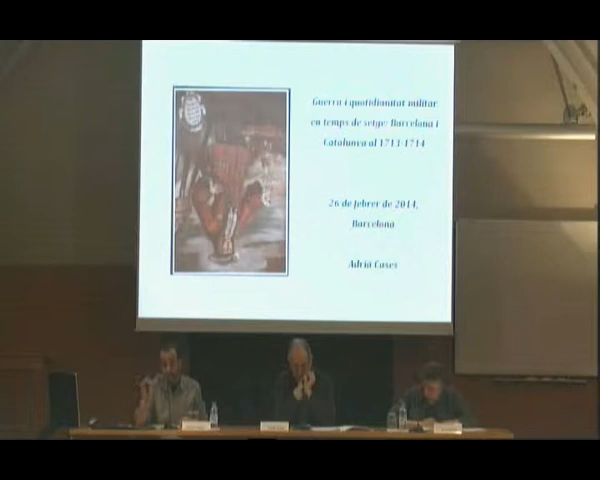 Guerra i quotidianitat militar
en temps de setge: Barcelona i
Catalunya al 1713-1714
26 de febrer de 2014,
Barcelona
Adrià Cases